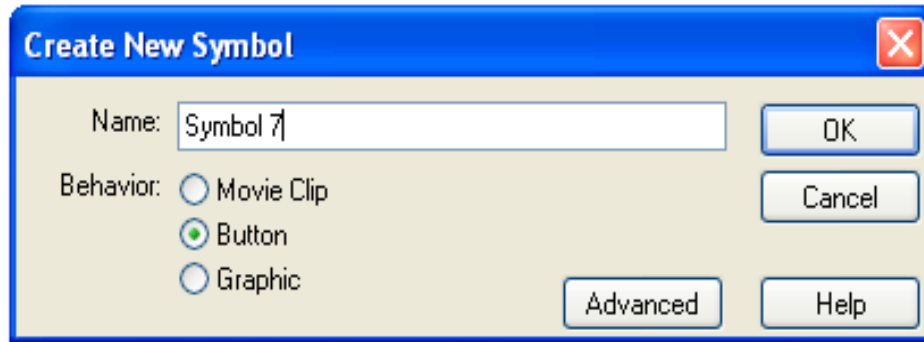 Create New Symbol
Name: Symbol 7 OK
Behavior: Movie Clip Cancel
Button
Graphic
Advanced Help